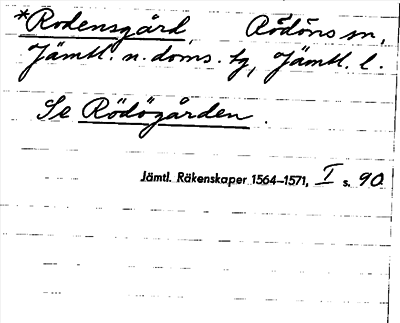 *Rodensgård Rödöns sn,
Jämtl. n. doms. tg, Jämtl. l.
Se Rödögården.
Jämtl. Räkenskaper 1564–1571, I s. 90